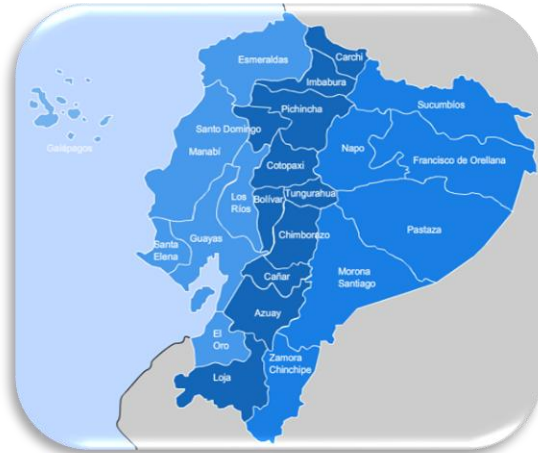 Carchi
Esmeraldas
Imbabura
Sucumbíos
Pichincha
Santo Domingo
Galápagos
Manabí
Napo
Cotopaxi
Francisco de Orellana
Tungurahua
Los
Ríos
Bolívar
Pastaza
Guayas
Chimborazo
Santa
Elena
Cañar
Morona
Santiago
Azuay
El
Oro
Zamora
Chinchipe
Loja